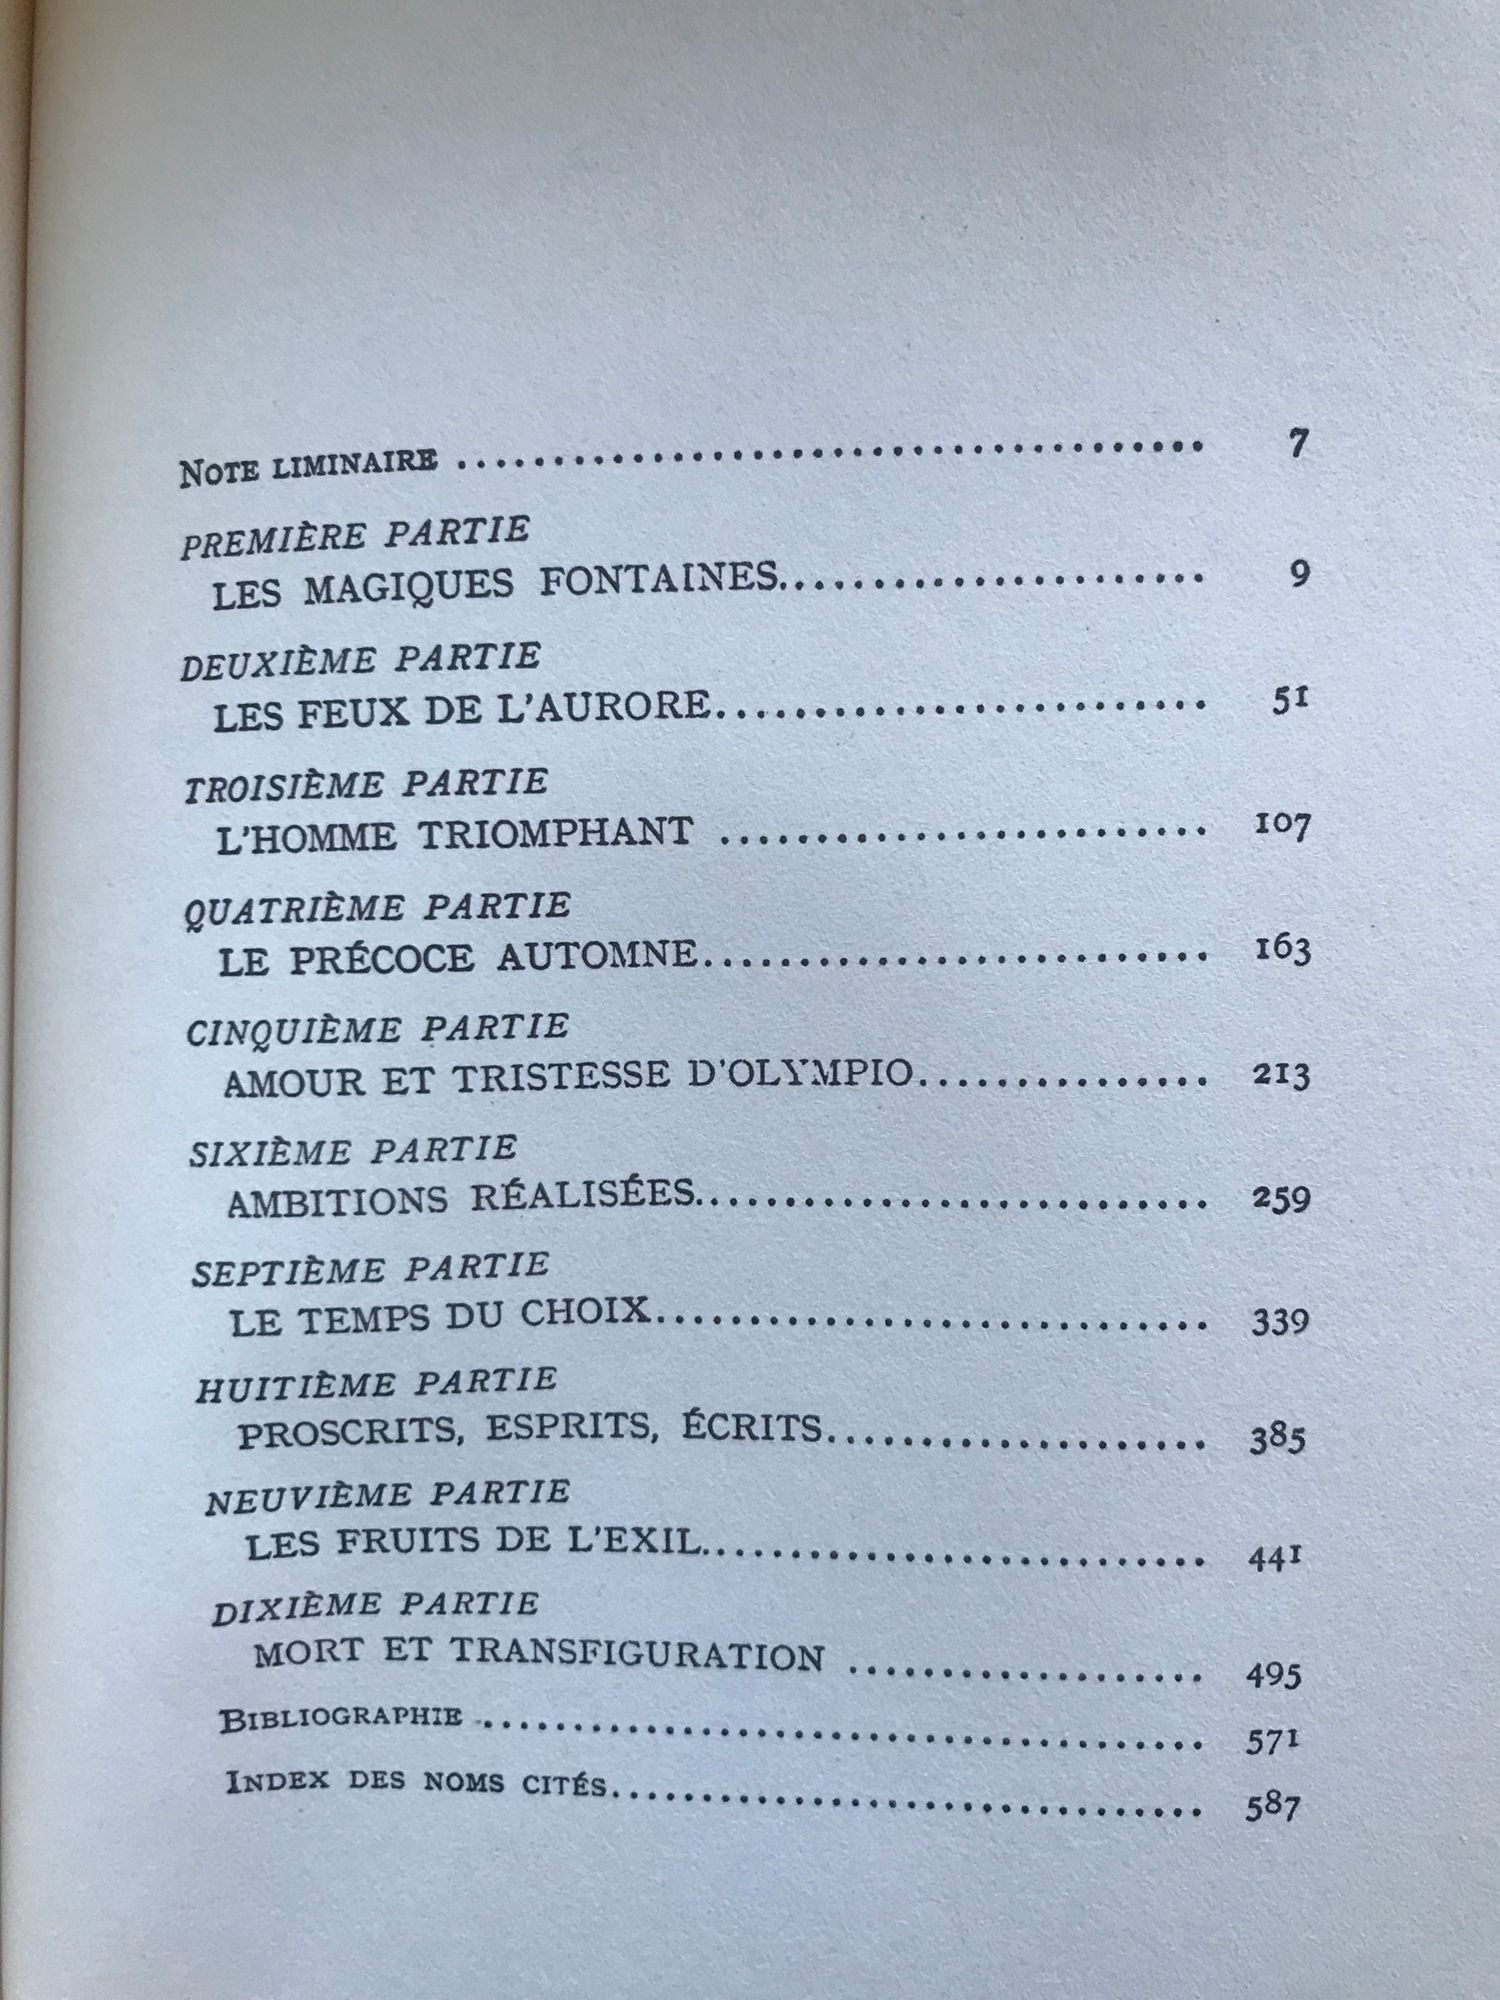 NOTE LIMINAIRE ........................................ 7
PREMIÈRE PARTIE
LES MAGIQUES FONTAINES....................... 9
DEUXIÈME PARTIE
LES FEUX DE L'AURORE.......................... 51
TROISIÈME PARTIE
L'HOMME TRIOMPHANT .......................... 107
QUATRIÈME PARTIE
LE PRÉCOCE AUTOMNE........................... 163
CINQUIÈME PARTIE
AMOUR ET TRISTESSE D'OLYMPIO............... 213
SIXIÈME PARTIE
AMBITIONS RÉALISÉES........................... 259
SEPTIÈME PARTIE
LE TEMPS DU CHOIX............................. 339
HUITIÈME PARTIE
PROSCRITS, ESPRITS, ÉCRITS.................... 385
NEUVIÈME PARTIE
LES FRUITS DE L'EXIL........................... 441
DIXIÈME PARTIE
MORT ET TRANSFIGURATION ................... 495
BIBLIOGRAPHIE ....................................... 571
INDEX DES NOMS CITÉS................................ 587